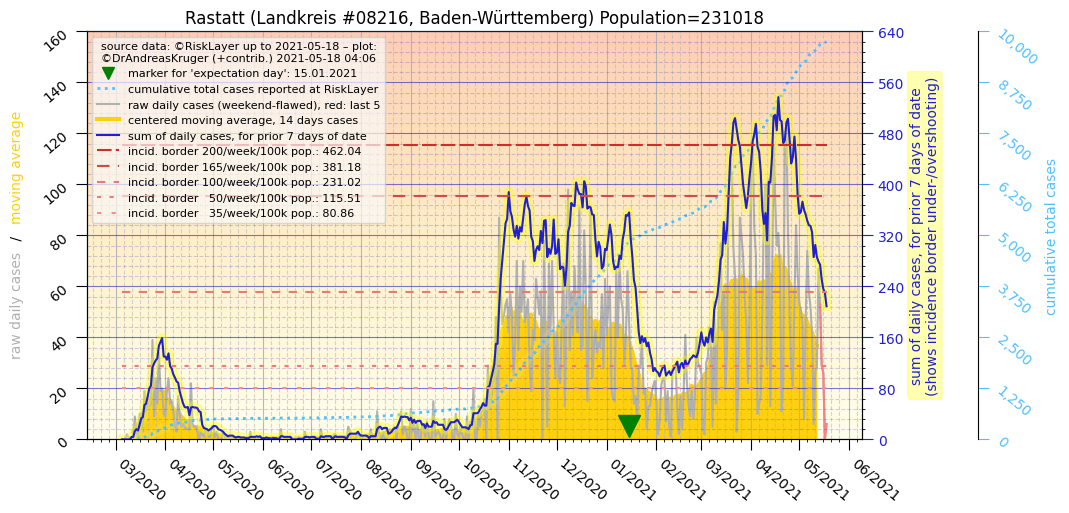 Rastatt (Landkreis #08216, Baden-Württemberg) Population=231018
source data: ©RiskLayer up to 2021-05-18 – plot:
©DrAndreasKruger (+contrib.) 2021-05-18 04:06
marker for 'expectation day': 15.01.2021
cumulative total cases reported at RiskLayer
raw daily cases (weekend-flawed), red: last 5
centered moving average, 14 days cases
sum of daily cases, for prior 7 days of date
incid. border 200/week/100k pop.: 462.04
incid. border 165/week/100k pop.: 381.18
incid. border 100/week/100k pop.: 231.02
incid. border   50/week/100k pop.: 115.51
incid. border   35/week/100k pop.: 80.86
raw daily cases  /  moving average
160
140
120
100
80
60
40
20
0
03/2020
04/2020
05/2020
06/2020
07/2020
08/2020
09/2020
10/2020
11/2020
12/2020
01/2021
02/2021
03/2021
04/2021
05/2021
06/2021
640
560
480
400
320
240
160
80
0
sum of daily cases, for prior 7 days of date
(shows incidence border under-/overshooting)
10,000
8,750
7,500
6,250
5,000
3,750
2,500
1,250
0
cumulative total cases